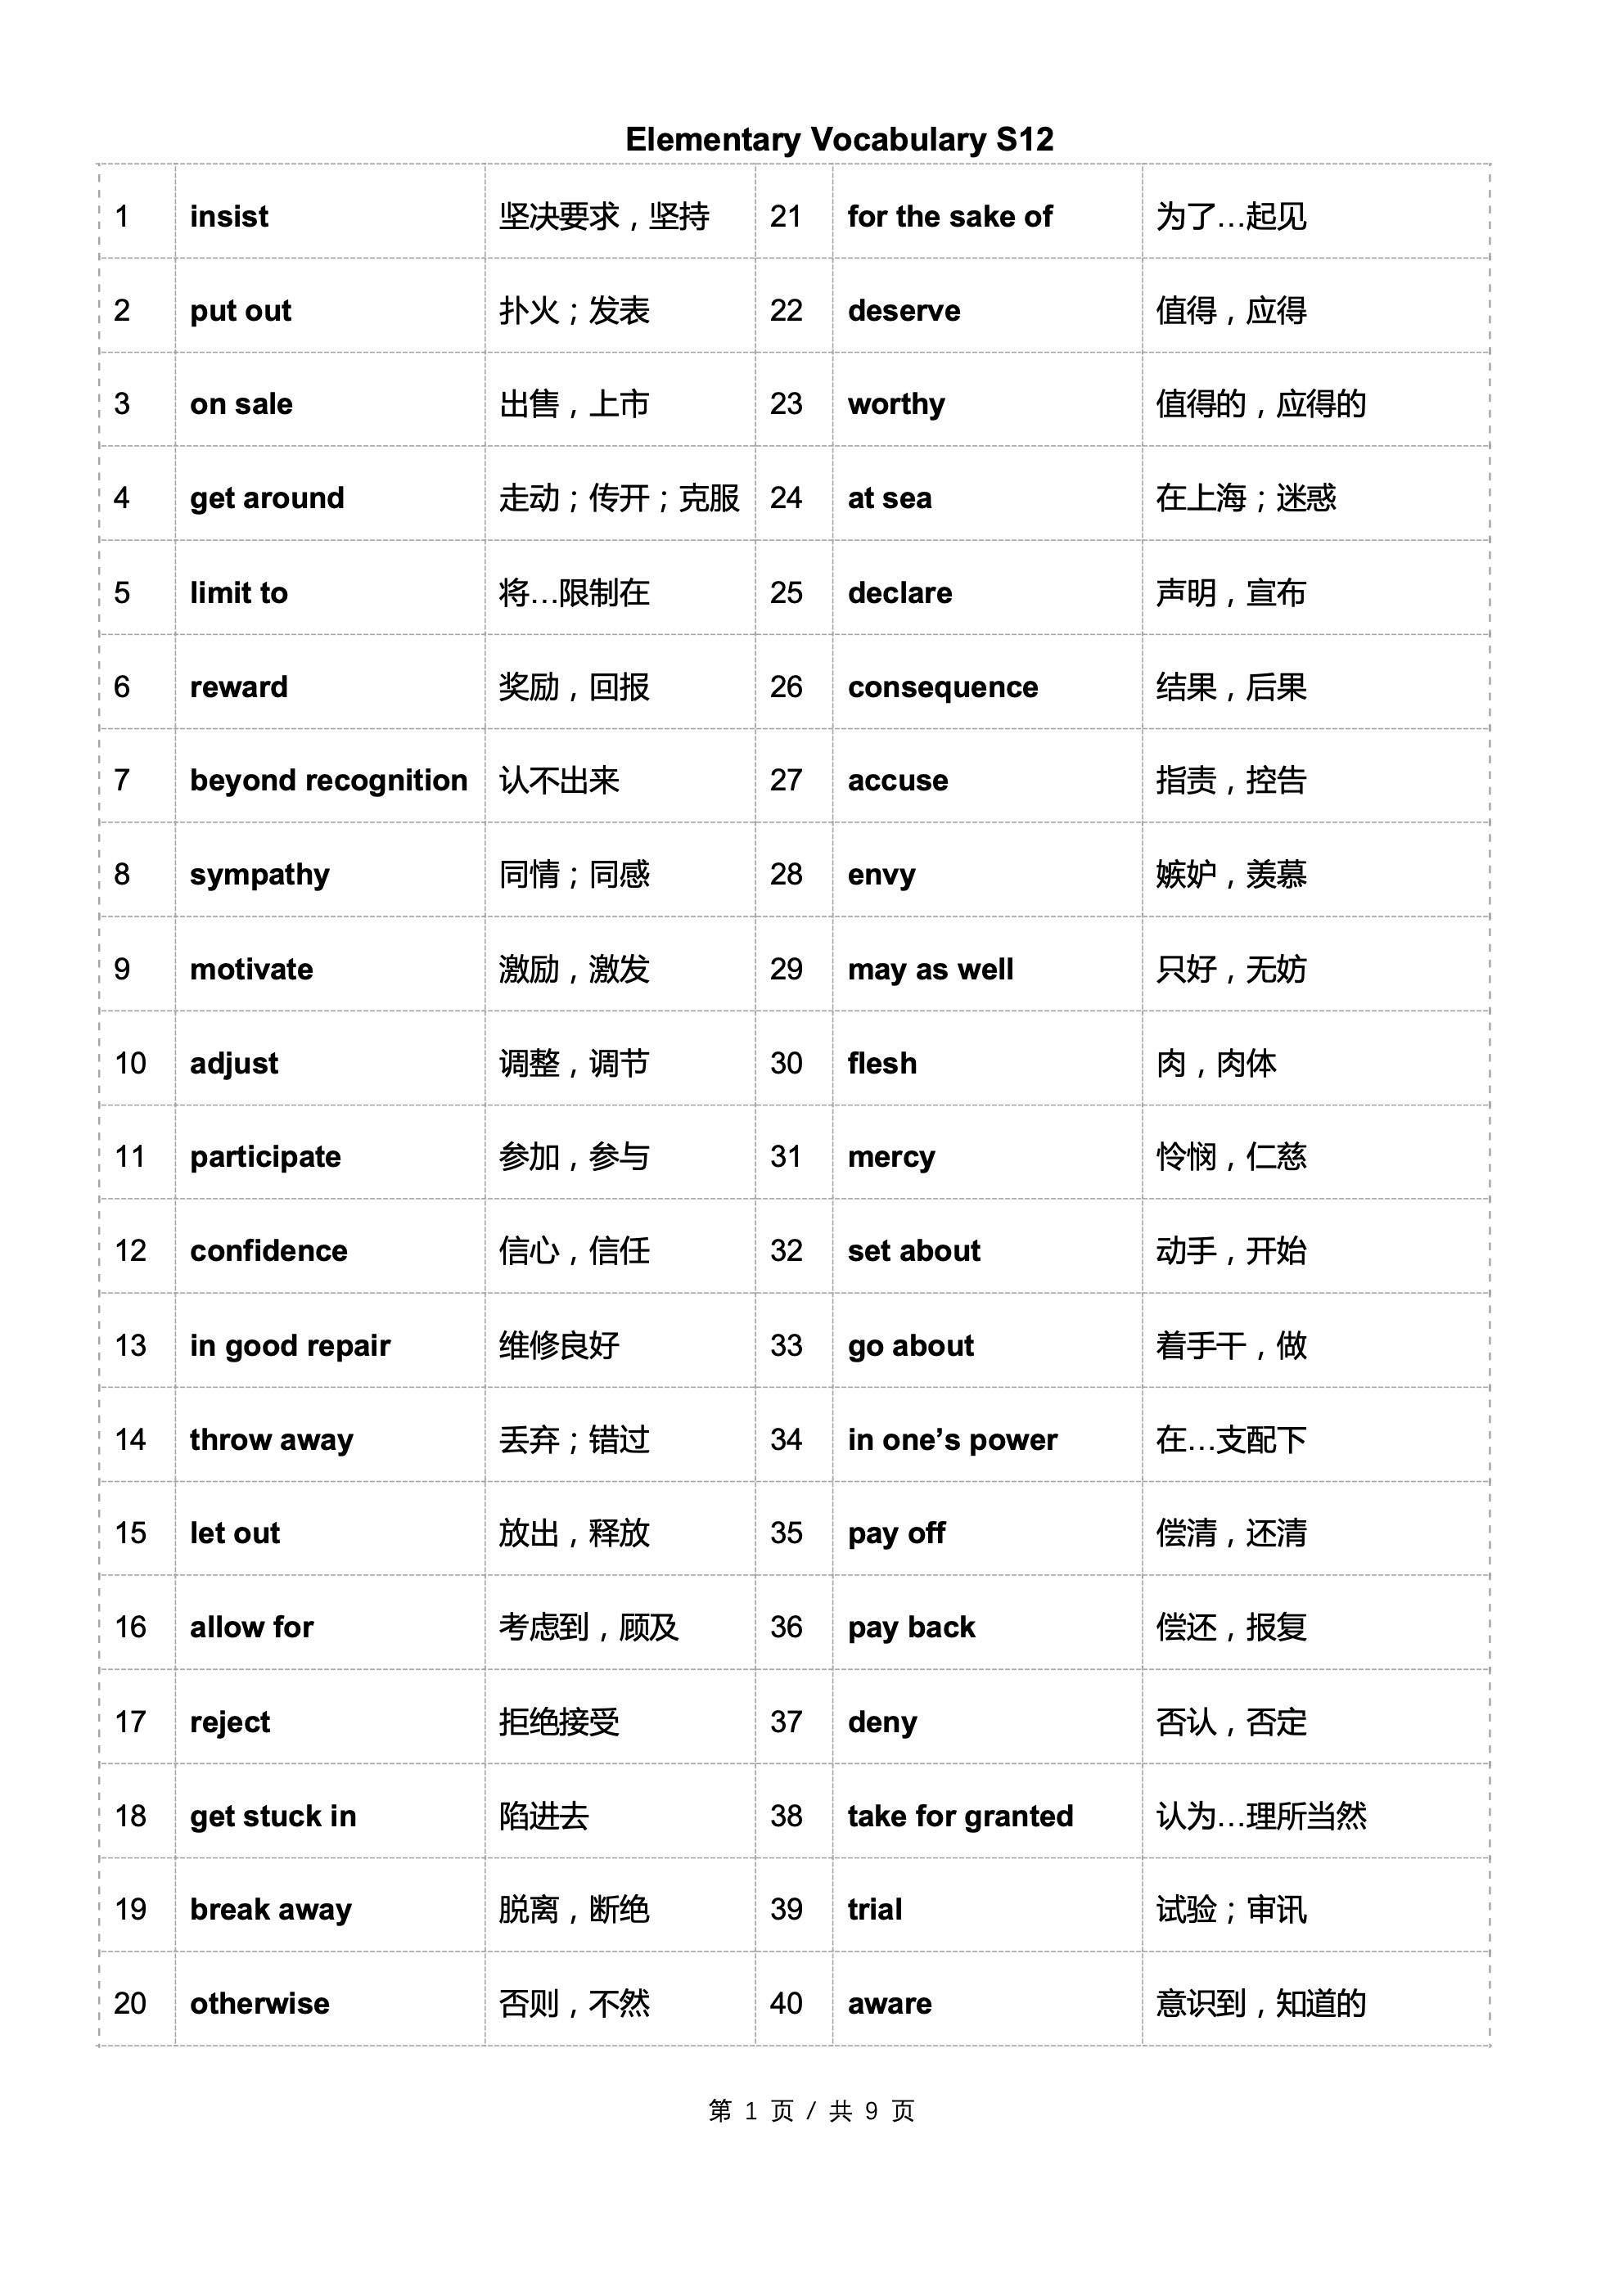 Elementary Vocabulary S12
1 insist 坚决要求，坚持 21 for the sake of 为了…起见
2 put out 扑火；发表 22 deserve 值得，应得
3 on sale 出售，上市 23 worthy 值得的，应得的
4 get around 走动；传开；克服 24 at sea 在上海；迷惑
5 limit to 将…限制在 25 declare 声明，宣布
6 reward 奖励，回报 26 consequence 结果，后果
7 beyond recognition 认不出来 27 accuse 指责，控告
8 sympathy 同情；同感 28 envy 嫉妒，羡慕
9 motivate 激励，激发 29 may as well 只好，无妨
10 adjust 调整，调节 30 flesh 肉，肉体
11 participate 参加，参与 31 mercy 怜悯，仁慈
12 confidence 信心，信任 32 set about 动手，开始
13 in good repair 维修良好 33 go about 着手干，做
14 throw away 丢弃；错过 34 in one’s power 在…支配下
15 let out 放出，释放 35 pay off 偿清，还清
16 allow for 考虑到，顾及 36 pay back 偿还，报复
17 reject 拒绝接受 37 deny 否认，否定
18 get stuck in 陷进去 38 take for granted 认为…理所当然
19 break away 脱离，断绝 39 trial 试验；审讯
20 otherwise 否则，不然 40 aware 意识到，知道的
第 1 页 / 共 9 页